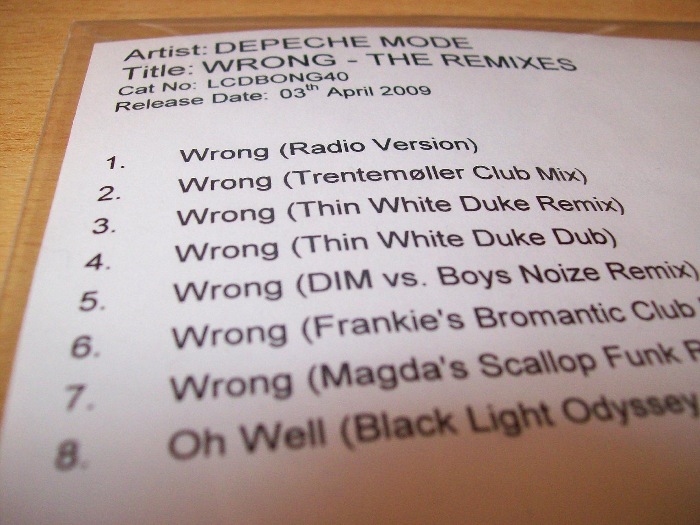 Artist: DEPECHE MODE
Title: WRONG - THE REMIXES
Cat No: LCDBONG40
Release Date: 03th April 2009
1. Wrong (Radio Version)
2. Wrong (Trentemøller Club Mix)
3. Wrong (Thin White Duke Remix)
4. Wrong (Thin White Duke Dub)
5. Wrong (DIM vs. Boys Noize Remix)
6. Wrong (Frankie's Bromantic Club
7. Wrong (Magda's Scallop Funk
8. Oh Well (Black Light Odyssey